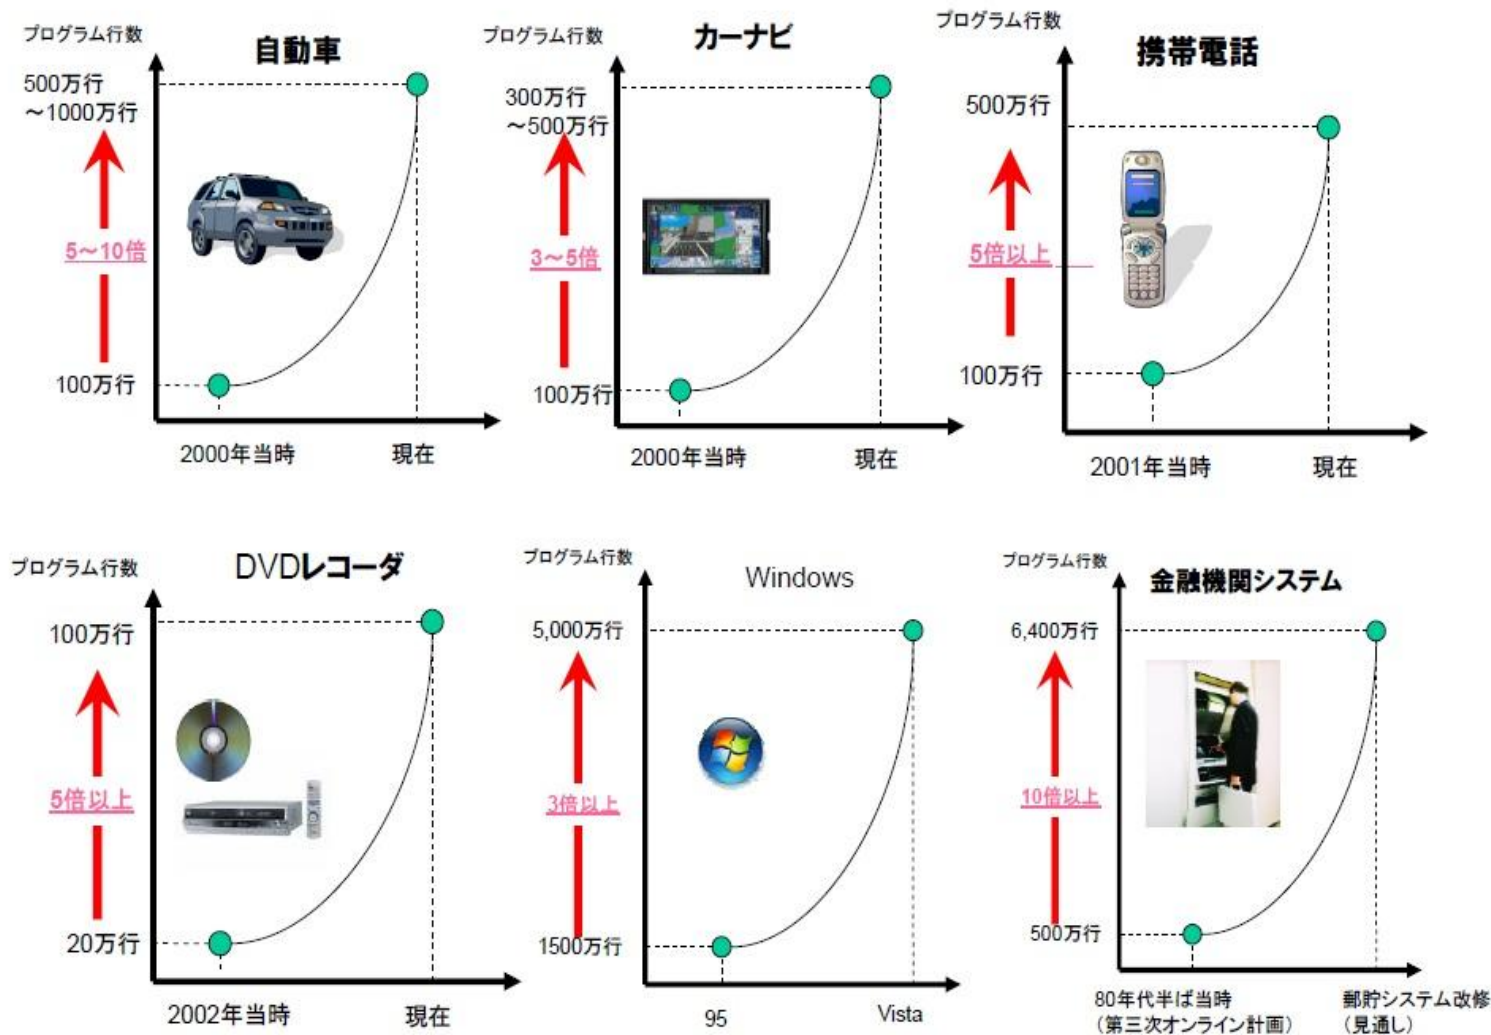 プログラム行数
自動車
500万行
～1000万行
5～10倍
100万行
2000年当時
現在
プログラム行数
カーナビ
300万行
～500万行
3～5倍
100万行
2000年当時
現在
プログラム行数
携帯電話
500万行
5倍以上
100万行
2001年当時
現在
プログラム行数
DVDレコーダ
100万行
5倍以上
20万行
2002年当時
現在
プログラム行数
Windows
5,000万行
3倍以上
1500万行
95
Vista
プログラム行数
金融機関システム
6,400万行
10倍以上
500万行
80年代半ば当時
（第三次オンライン計画）
郵貯システム改修
（見通し）